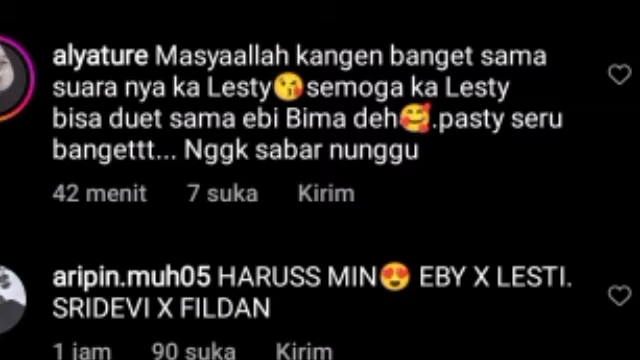 alyature Masyaallah kangen banget sama
suara nya ka Lesty😘semoga ka Lesty
bisa duet sama ebi Bima deh🥰.pasty seru
bangettt... Nggk sabar nunggu
42 menit 7 suka Kirim
aripin.muh05 HARUSS MIN😍 EBY X LESTI.
SRIDEVI X FILDAN
1 jam 90 suka Kirim